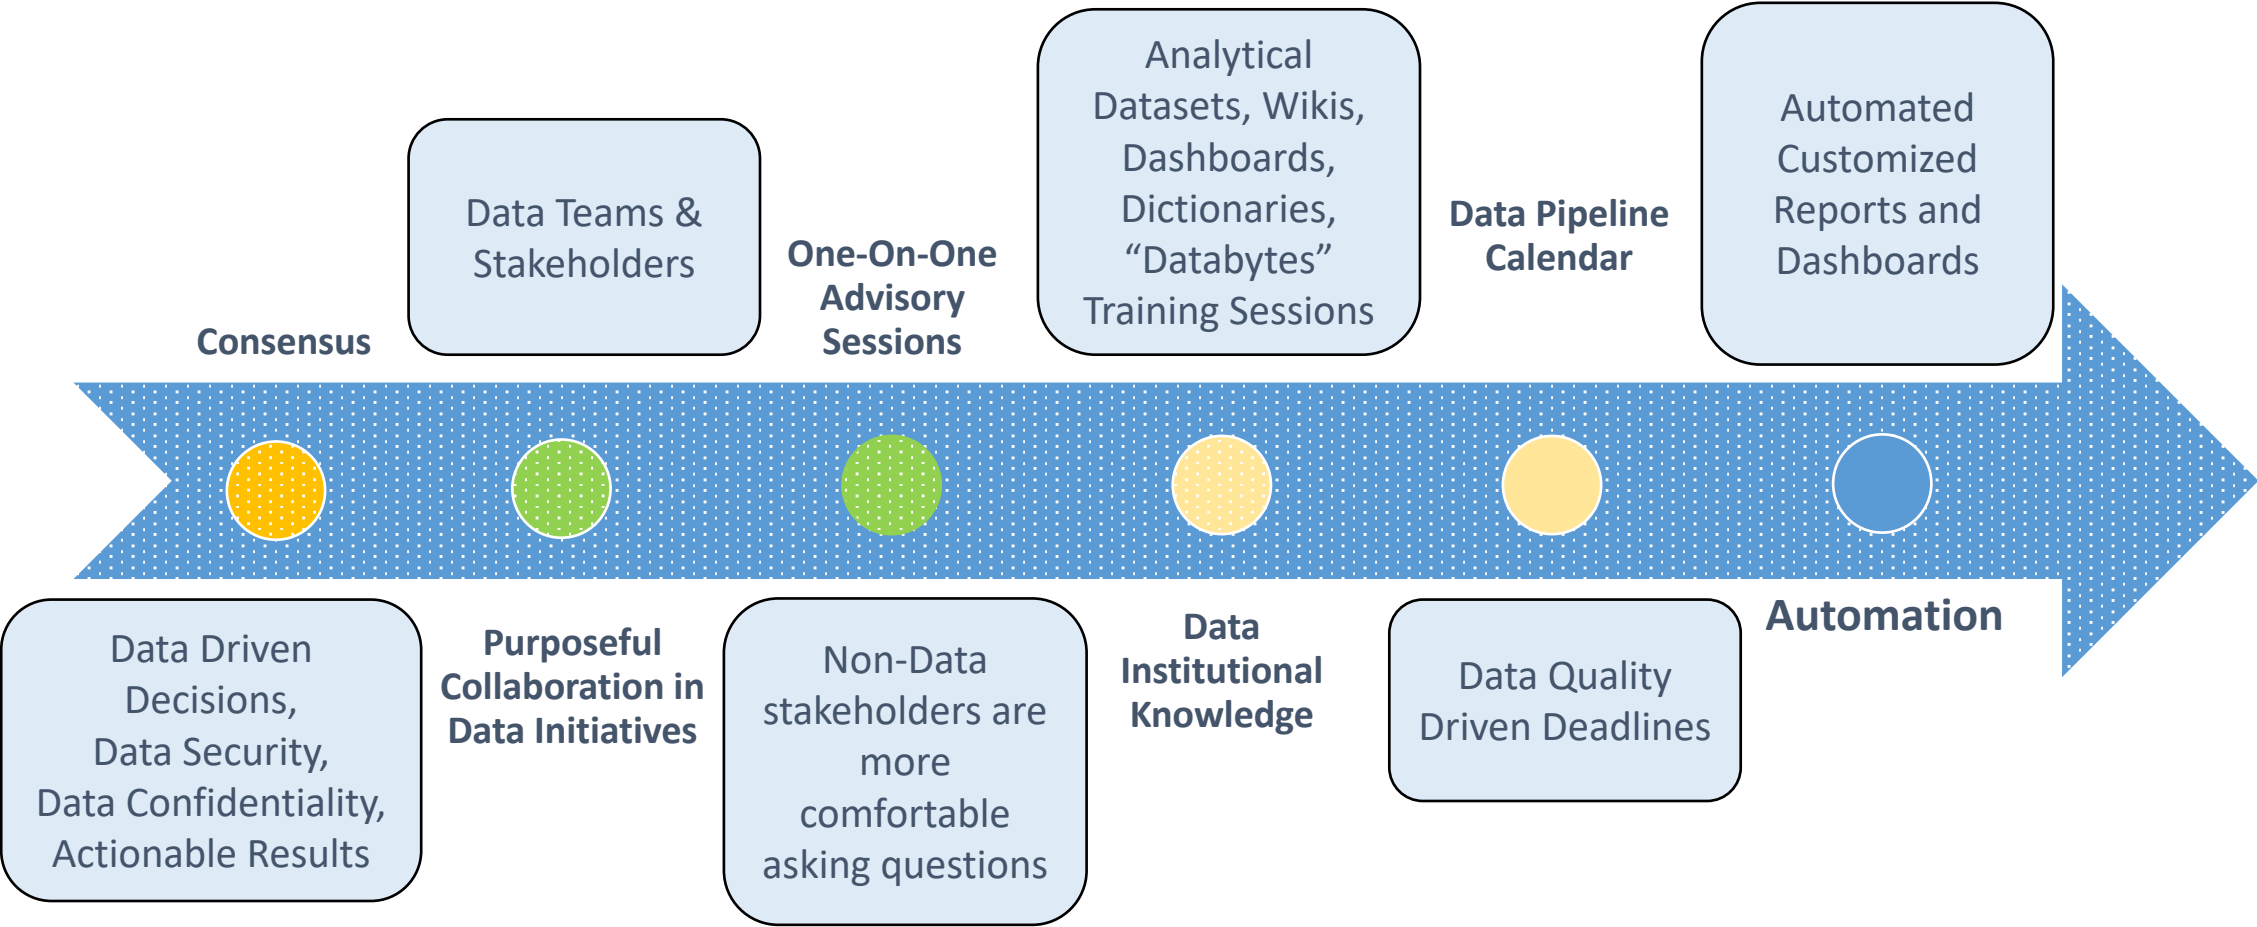 Consensus
Data Driven
Decisions,
Data Security,
Data Confidentiality,
Actionable Results
Data Teams &
Stakeholders
Purposeful
Collaboration in
Data Initiatives
One-On-One
Advisory
Sessions
Non-Data
stakeholders are
more
comfortable
asking questions
Analytical
Datasets, Wikis,
Dashboards,
Dictionaries,
“Databytes”
Training Sessions
Data
Institutional
Knowledge
Data Pipeline
Calendar
Data Quality
Driven Deadlines
Automated
Customized
Reports and
Dashboards
Automation